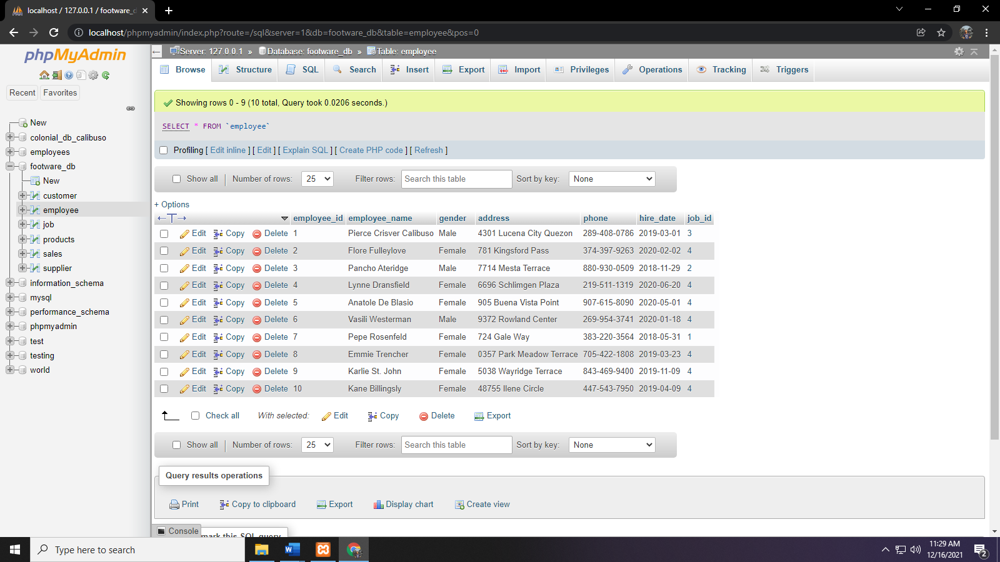 localhost / 127.0.0.1 / footware_d
localhost/phpmyadmin/index.php?route=/sql&server=1&db=footware_db&table=employee&pos=0
phpMyAdmin
Recent Favorites
New
colonial_db_calibuso
employees
footware_db
New
customer
employee
job
products
sales
supplier
information_schema
mysql
performance_schema
phpmyadmin
test
testing
world
Server: 127.0.0.1 » Database: footware_db » Table: employee
Browse Structure SQL Search Insert Export Import Privileges Operations Tracking Triggers
Showing rows 0 - 9 (10 total, Query took 0.0206 seconds.)
SELECT * FROM `employee`
Profiling [ Edit inline ] [ Edit ] [ Explain SQL ] [ Create PHP code ] [ Refresh ]
Show all Number of rows: 25 Filter rows: Search this table Sort by key: None
+ Options
employee_id employee_name gender address phone hire_date job_id
Edit Copy Delete 1 Pierce Crisver Calibuso Male 4301 Lucena City Quezon 289-408-0786 2019-03-01 3
Edit Copy Delete 2 Flore Fulleylove Female 781 Kingsford Pass 374-397-9263 2020-02-02 4
Edit Copy Delete 3 Pancho Ateridge Male 7714 Mesta Terrace 880-930-0509 2018-11-29 2
Edit Copy Delete 4 Lynne Dransfield Female 6696 Schlimgen Plaza 219-511-1319 2020-06-20 4
Edit Copy Delete 5 Anatole De Blasio Female 905 Buena Vista Point 907-615-8090 2020-05-01 4
Edit Copy Delete 6 Vasili Westerman Male 9372 Rowland Center 269-954-3741 2020-01-18 4
Edit Copy Delete 7 Pepe Rosenfeld Female 724 Gale Way 383-220-3564 2018-05-31 1
Edit Copy Delete 8 Emmie Trencher Female 0357 Park Meadow Terrace 705-422-1808 2019-03-23 4
Edit Copy Delete 9 Karlie St. John Female 5038 Wayridge Terrace 843-469-9400 2019-11-09 4
Edit Copy Delete 10 Kane Billingsly Female 48755 Ilene Circle 447-543-7950 2019-04-09 4
Check all With selected: Edit Copy Delete Export
Show all Number of rows: 25 Filter rows: Search this table Sort by key: None
Query results operations
Print Copy to clipboard Export Display chart Create view
Console mark this SQL query
Type here to search
11:29 AM
12/16/2021
2